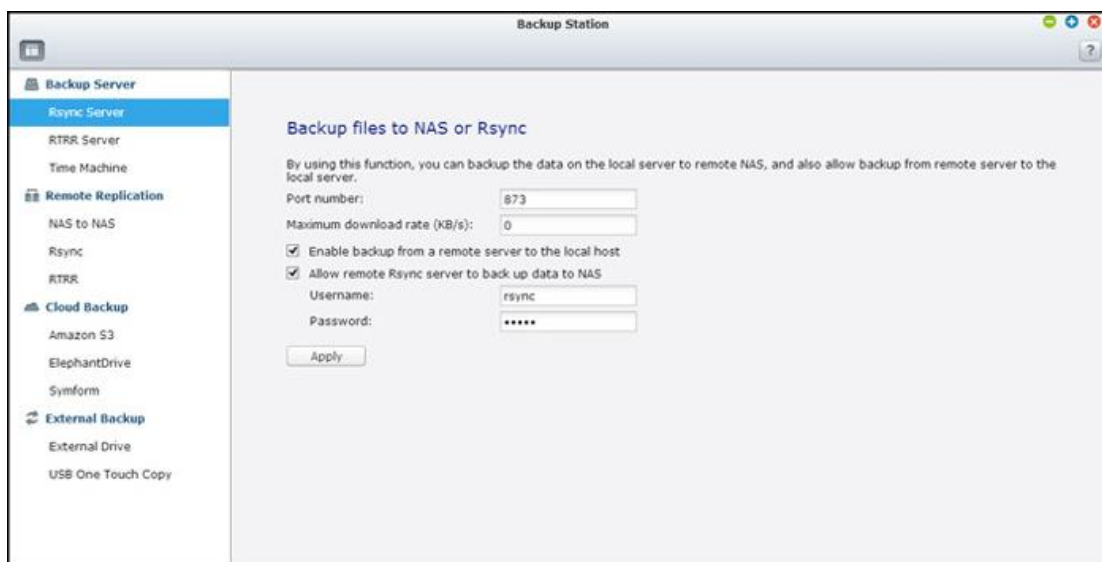 Backup Station
?
Backup Server
Rsync Server
RTRR Server
Time Machine
Remote Replication
NAS to NAS
Rsync
RTRR
Cloud Backup
Amazon S3
ElephantDrive
Symform
External Backup
External Drive
USB One Touch Copy
Backup files to NAS or Rsync
By using this function, you can backup the data on the local server to remote NAS, and also allow backup from remote server to the
local server.
Port number: 873
Maximum download rate (KB/s): 0
Enable backup from a remote server to the local host
Allow remote Rsync server to back up data to NAS
Username: rsync
Password: •••••
Apply